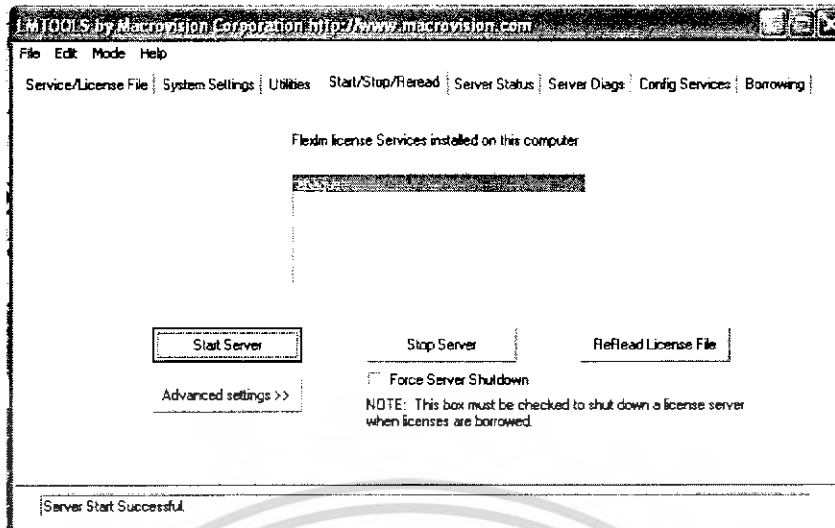 LMTOOLS by Macrovision Corporation http://www.macrovision.com
File Edit Mode Help
Service/License File System Settings Utilities Start/Stop/Reread Server Status Server Diags Config Services Borrowing
Flexlm license Services installed on this computer
Start Server Stop Server ReRead License File
Advanced settings >> Force Server Shutdown
NOTE: This box must be checked to shut down a license server
when licenses are borrowed.
Server Start Successful.